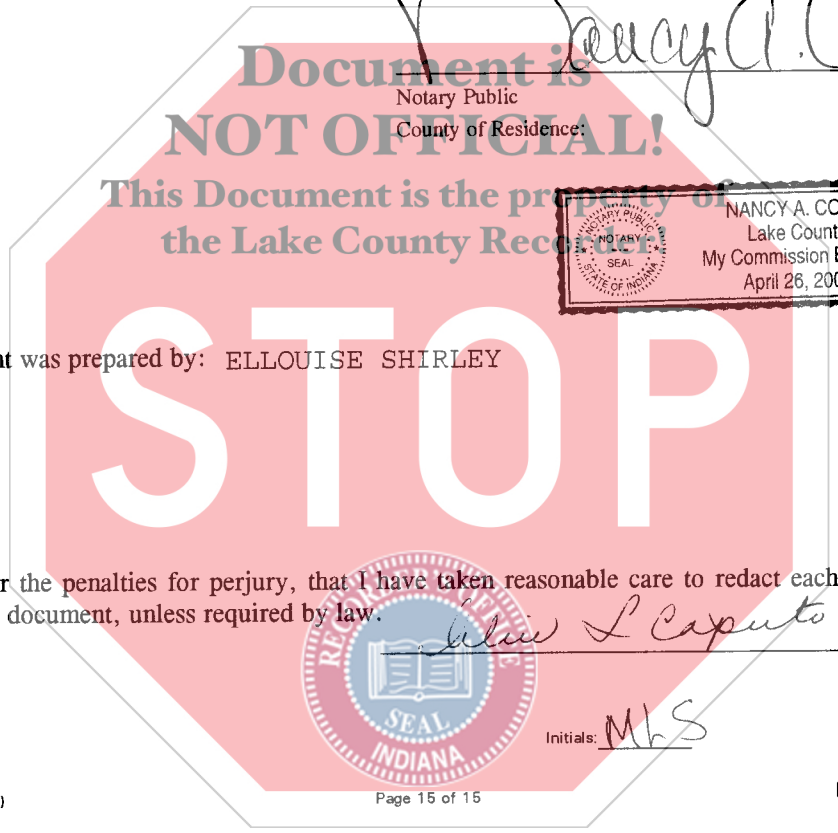 Nancy A. C
Document is
Notary Public
NOT OFFICIAL!
County of Residence:
This Document is the property of
the Lake County Recorder!
NOTARY PUBLIC
NOTARY
SEAL
STATE OF INDIANA
NANCY A. CO
Lake Count
My Commission E
April 26, 200
STOP
nt was prepared by: ELLOUISE SHIRLEY
r the penalties for perjury, that I have taken reasonable care to redact each
document, unless required by law.
L Caputo
RECORDER'S OFFICE
SEAL
INDIANA
Initials: MLS
)
Page 15 of 15